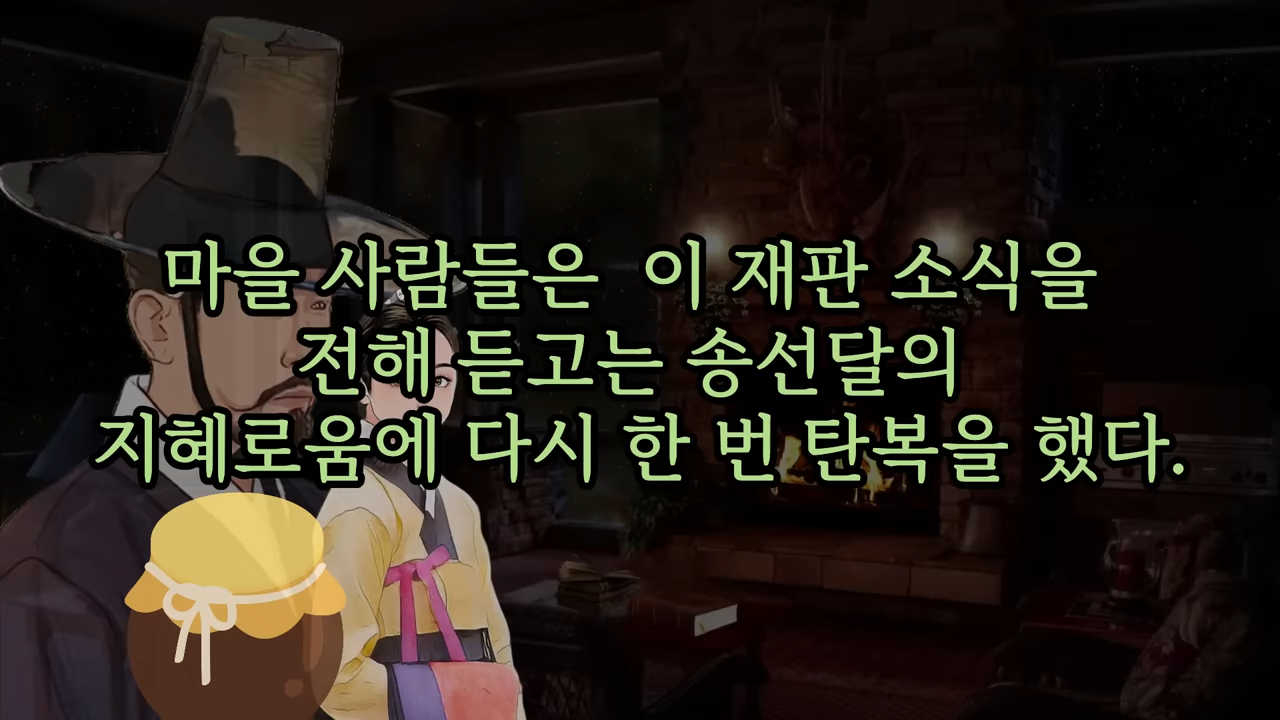 마을 사람들은  이 재판 소식을
전해 듣고는 송선달의
지혜로움에 다시 한 번 탄복을 했다.